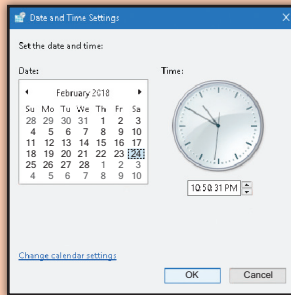 Date and Time Settings X
Set the date and time:
Date: Time:
February 2018
Su Mo Tu We Th Fr Sa
28 29 30 31 1 2 3
4 5 6 7 8 9 10
11 12 13 14 15 16 17
18 19 20 21 22 23 24
25 26 27 28 1 2 3
4 5 6 7 8 9 10
10:50:31 PM
Change calendar settings
OK Cancel